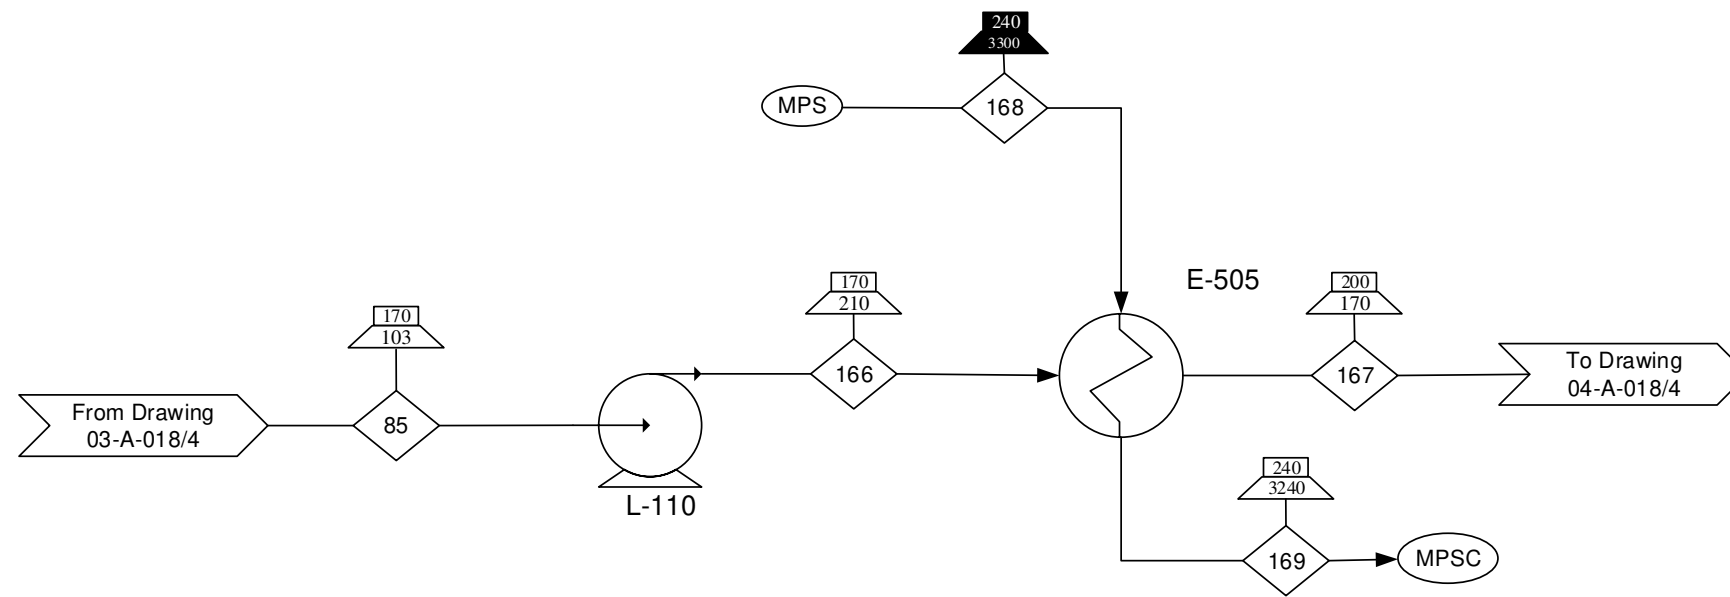 240
3300
MPS
168
E-505
170
210
200
170
170
103
166
167
To Drawing
04-A-018/4
From Drawing
03-A-018/4
85
L-110
240
3240
169
MPSC